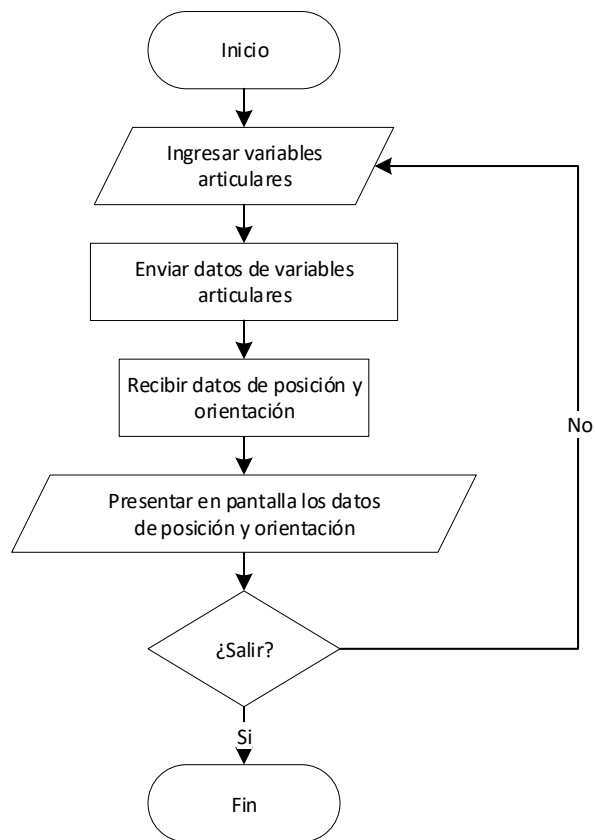 Inicio
Ingresar variables
articulares
Enviar datos de variables
articulares
Recibir datos de posición y
orientación
Presentar en pantalla los datos
de posición y orientación
¿Salir?
No
Si
Fin